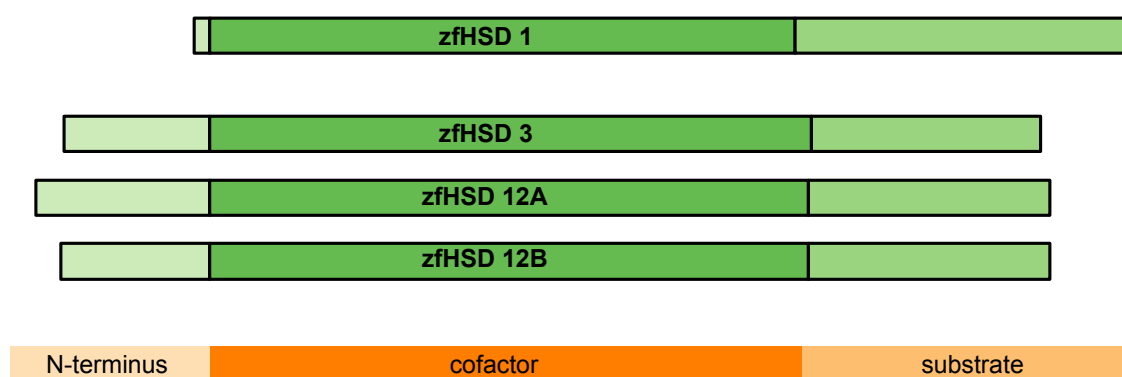 zfHSD 1
zfHSD 3
zfHSD 12A
zfHSD 12B
N-terminus cofactor substrate